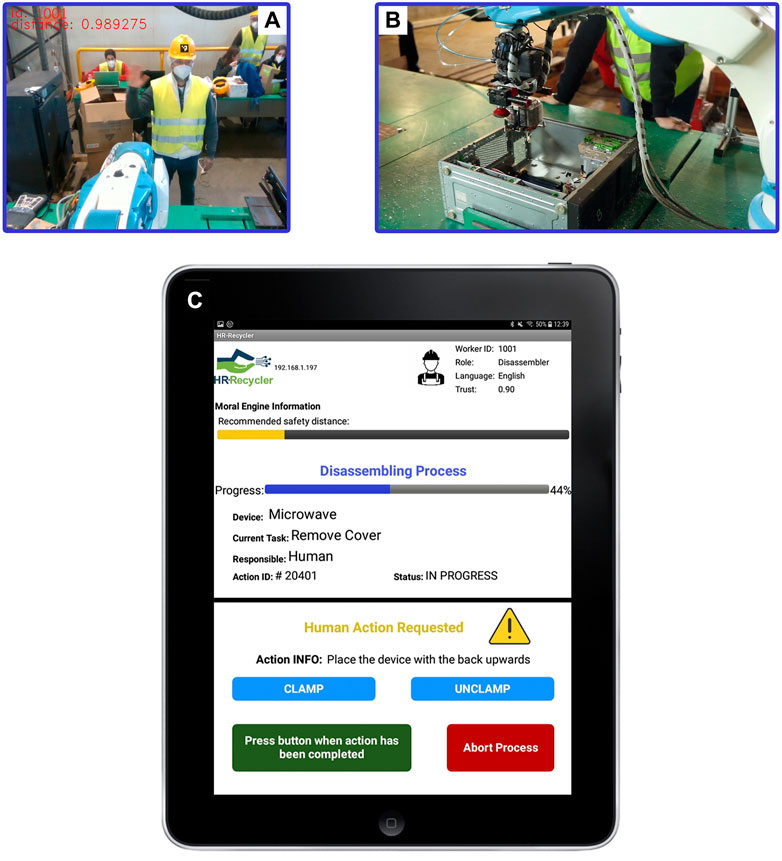 id: 1001
distance: 0.989275
A
B
C
50% 12:39
HR-Recycler
HR-Recycler
192.168.1.197
Worker ID: 1001
Role: Disassembler
Language: English
Trust: 0.90
Moral Engine Information
Recommended safety distance:
Disassembling Process
Progress: 44%
Device: Microwave
Current Task: Remove Cover
Responsible: Human
Action ID: # 20401 Status: IN PROGRESS
Human Action Requested
Action INFO: Place the device with the back upwards
CLAMP UNCLAMP
Press button when action has
been completed
Abort Process